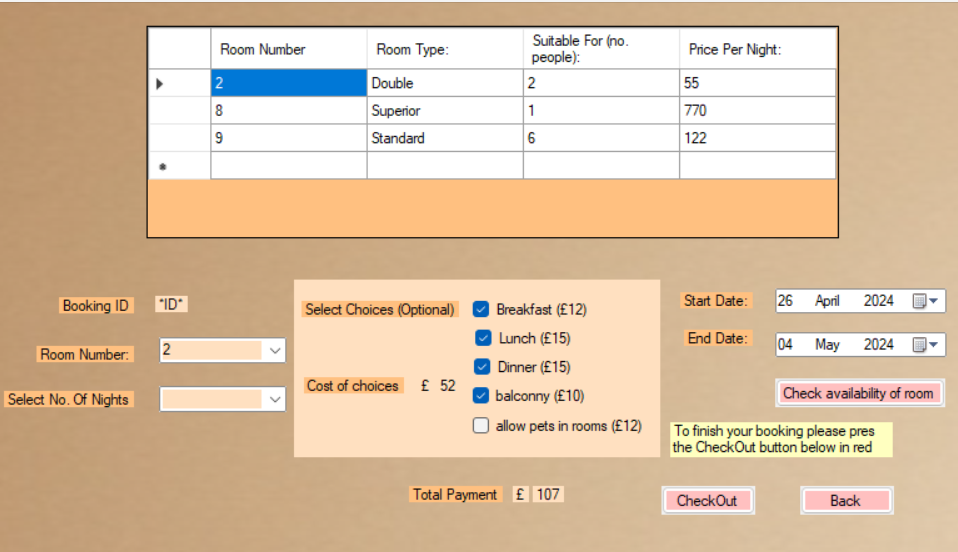 Room Number Room Type: Suitable For (no. people): Price Per Night:
2 Double 2 55
8 Superior 1 770
9 Standard 6 122
Booking ID *ID*
Room Number: 2
Select No. Of Nights
Select Choices (Optional)
Breakfast (£12)
Lunch (£15)
Dinner (£15)
balconny (£10)
allow pets in rooms (£12)
Cost of choices £ 52
Start Date: 26 April 2024
End Date: 04 May 2024
Check availability of room
To finish your booking please pres
the CheckOut button below in red
Total Payment £ 107
CheckOut
Back